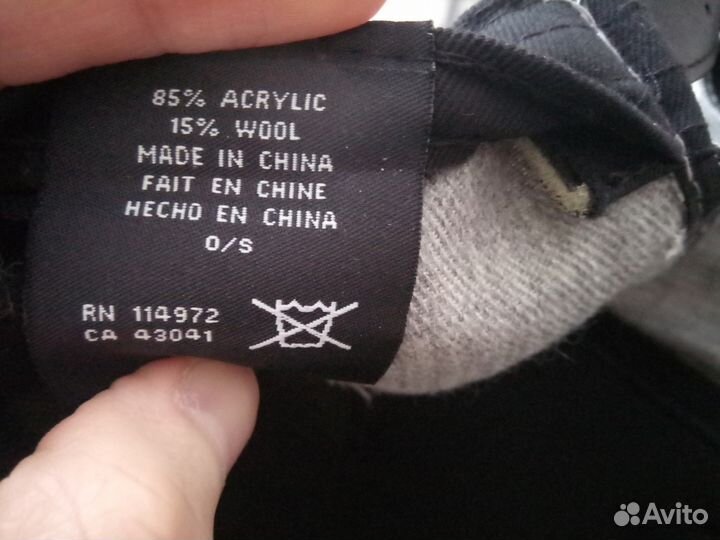 85% ACRYLIC
15% WOOL
MADE IN CHINA
FAIT EN CHINE
HECHO EN CHINA
O/S
RN 114972
CA 43041
Avito